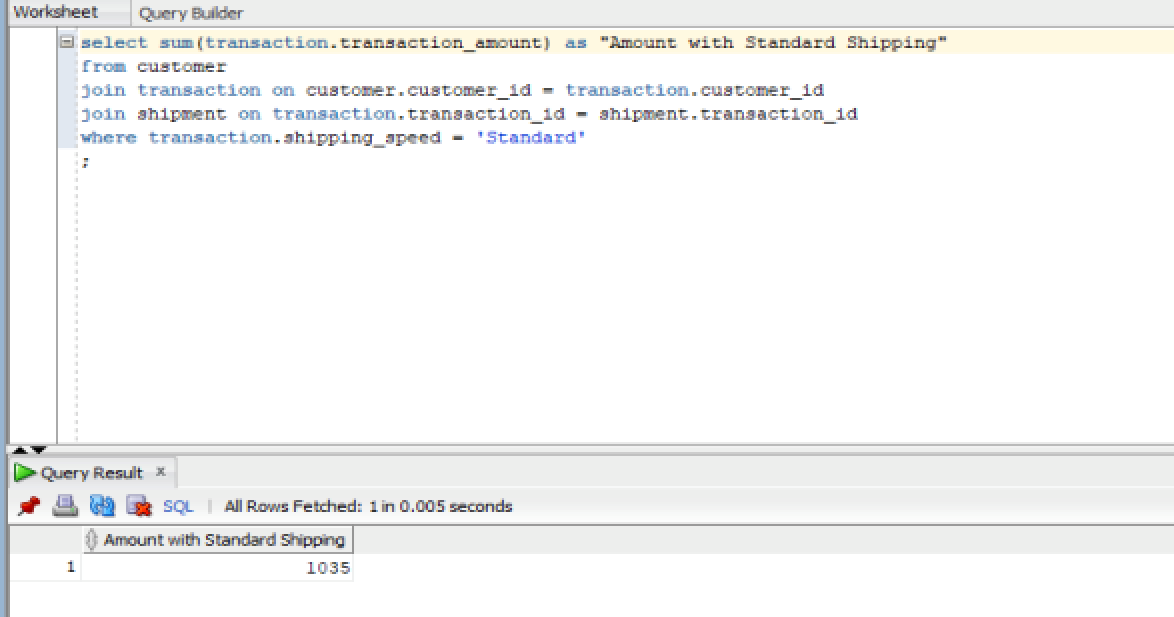 Worksheet Query Builder
select sum(transaction.transaction_amount) as "Amount with Standard Shipping"
from customer
join transaction on customer.customer_id = transaction.customer_id
join shipment on transaction.transaction_id = shipment.transaction_id
where transaction.shipping_speed = 'Standard'
;
Query Result x
SQL | All Rows Fetched: 1 in 0.005 seconds
Amount with Standard Shipping
1 1035